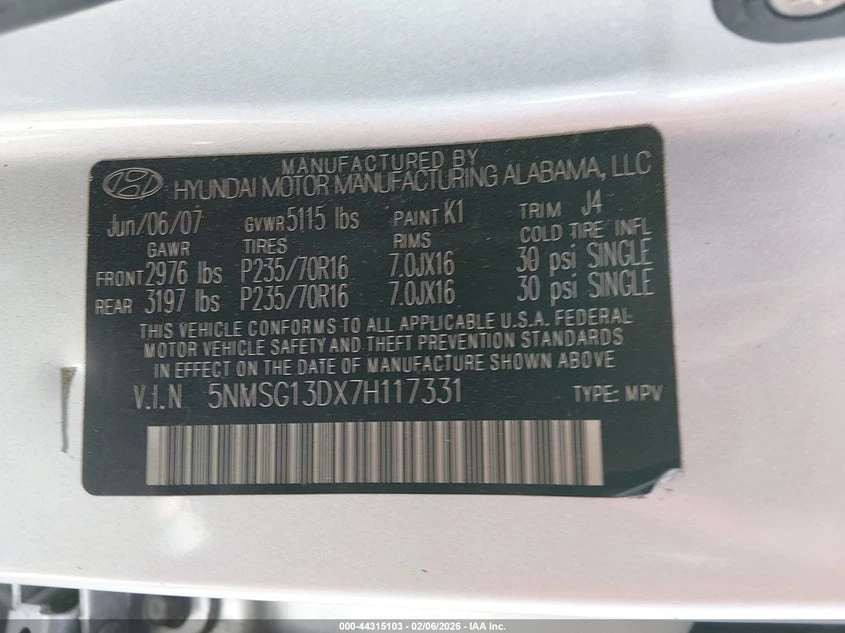 MANUFACTURED BY
HYUNDAI MOTOR MANUFACTURING ALABAMA, LLC
Jun/06/07 GVWR 5115 lbs PAINT K1 TRIM J4
GAWR TIRES RIMS COLD TIRE INFL
FRONT 2976 lbs P235/70R16 7.0JX16 30 psi SINGLE
REAR 3197 lbs P235/70R16 7.0JX16 30 psi SINGLE
THIS VEHICLE CONFORMS TO ALL APPLICABLE U.S.A. FEDERAL
MOTOR VEHICLE SAFETY AND THEFT PREVENTION STANDARDS
IN EFFECT ON THE DATE OF MANUFACTURE SHOWN ABOVE
V.I.N 5NMSG13DX7H117331 TYPE: MPV
000-44315103 - 02/06/2026 - IAA Inc.